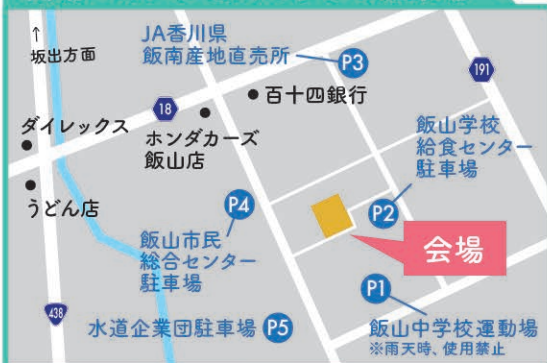 ↑
坂出方面
JA香川県
飯南産地直売所
P3
191
18
百十四銀行
ダイレックス
ホンダカーズ
飯山店
飯山学校
給食センター
駐車場
うどん店
P4
P2
飯山市民
総合センター
駐車場
会場
438
P1
水道企業団駐車場 P5
飯山中学校運動場
※雨天時、使用禁止